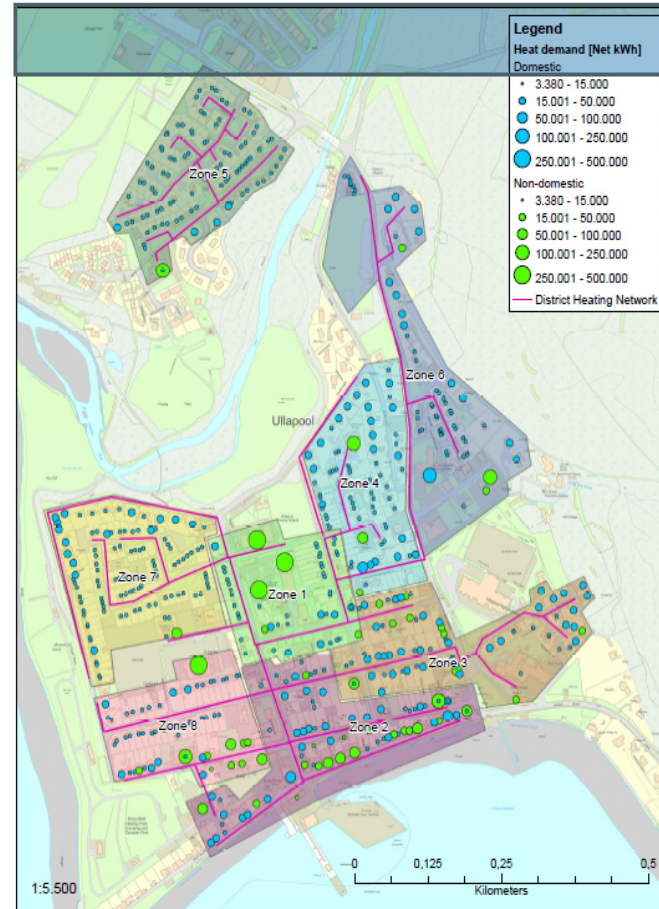 Legend
Heat demand [Net kWh]
Domestic
3.380 - 15.000
15.001 - 50.000
50.001 - 100.000
100.001 - 250.000
250.001 - 500.000
Non-domestic
3.380 - 15.000
15.001 - 50.000
50.001 - 100.000
100.001 - 250.000
250.001 - 500.000
District Heating Network
Zone 5
Zone 6
Ullapool
Zone 4
Zone 7
Zone 1
Zone 3
Zone 8
Zone 2
0 0,125 0,25 0,5
Kilometers
1:5.500